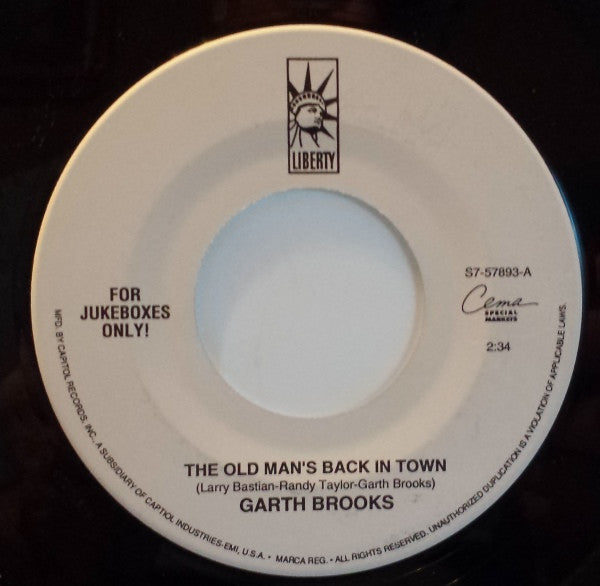 LIBERTY
S7-57893-A
Cema
SPECIAL
MARKETS
2:34
FOR
JUKEBOXES
ONLY!
THE OLD MAN'S BACK IN TOWN
(Larry Bastian-Randy Taylor-Garth Brooks)
GARTH BROOKS
MFD. BY CAPITOL RECORDS, INC., A SUBSIDIARY OF CAPTIOL INDUSTRIES-EMI, U.S.A. • MARCA REG. • ALL RIGHTS RESERVED. UNAUTHORIZED DUPLICATION IS A VIOLATION OF APPLICABLE LAWS.